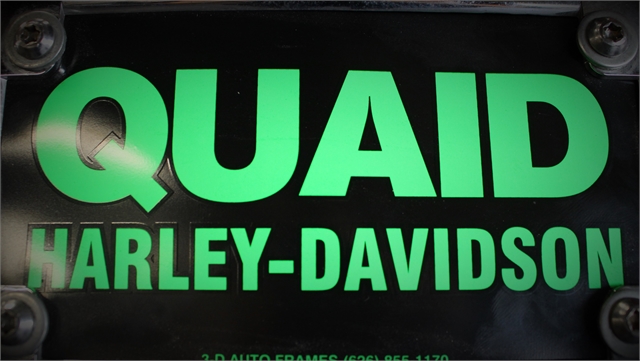 QUAID
HARLEY-DAVIDSON
3-D AUTO FRAMES (626) 855-1170